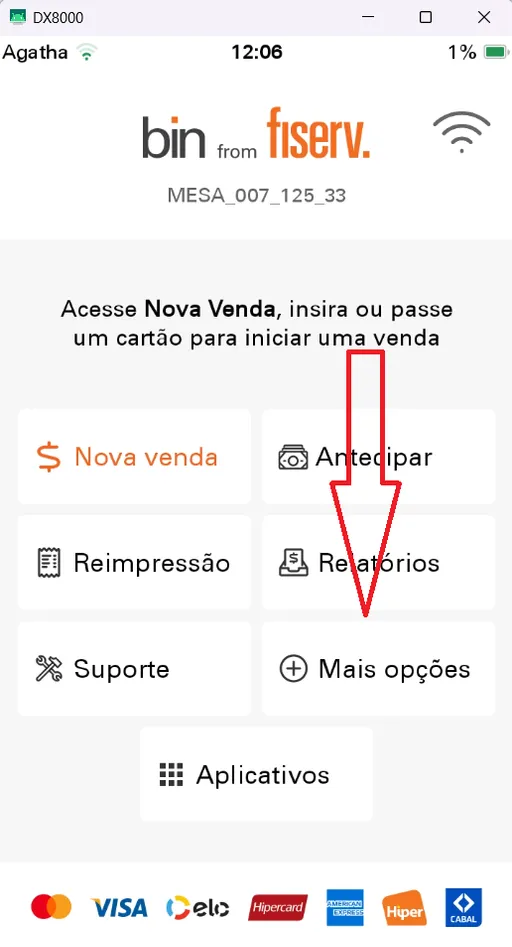 DX8000
Agatha 12:06 1%
bin from fiserv.
MESA_007_125_33
Acesse Nova Venda, insira ou passe
um cartão para iniciar uma venda
Nova venda
Antecipar
Reimpressão
Relatórios
Suporte
Mais opções
Aplicativos
VISA elo Hipercard AMERICAN EXPRESS Hiper CABAL